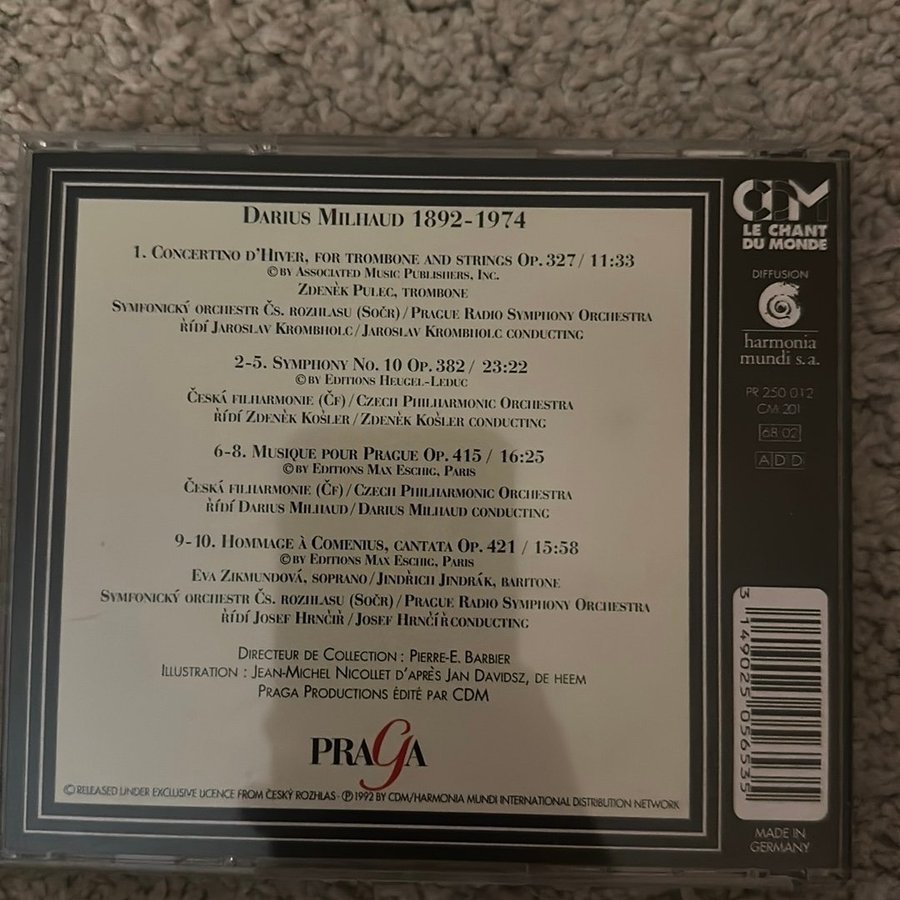 DARIUS MILHAUD 1892-1974
1. CONCERTINO D'HIVER, FOR TROMBONE AND STRINGS OP. 327 / 11:33
© BY ASSOCIATED MUSIC PUBLISHERS, INC.
ZDENĚK PULEC, TROMBONE
SYMFONICKÝ ORCHESTR ČS. ROZHLASU (SOČR) / PRAGUE RADIO SYMPHONY ORCHESTRA
ŘÍDÍ JAROSLAV KROMBHOLC / JAROSLAV KROMBHOLC CONDUCTING
2-5. SYMPHONY NO. 10 OP. 382 / 23:22
© BY EDITIONS HEUGEL-LEDUC
ČESKÁ FILHARMONIE (ČF) / CZECH PHILHARMONIC ORCHESTRA
ŘÍDÍ ZDENĚK KOŠLER / ZDENĚK KOŠLER CONDUCTING
6-8. MUSIQUE POUR PRAGUE OP. 415 / 16:25
© BY EDITIONS MAX ESCHIG, PARIS
ČESKÁ FILHARMONIE (ČF) / CZECH PHILHARMONIC ORCHESTRA
ŘÍDÍ DARIUS MILHAUD / DARIUS MILHAUD CONDUCTING
9-10. HOMMAGE À COMENIUS, CANTATA OP. 421 / 15:58
© BY EDITIONS MAX ESCHIG, PARIS
EVA ZIKMUNDOVÁ, SOPRANO / JINDŘICH JINDRÁK, BARITONE
SYMFONICKÝ ORCHESTR ČS. ROZHLASU (SOČR) / PRAGUE RADIO SYMPHONY ORCHESTRA
ŘÍDÍ JOSEF HRNČIŘ / JOSEF HRNČÍŘ CONDUCTING
DIRECTEUR DE COLLECTION : PIERRE-E. BARBIER
ILLUSTRATION : JEAN-MICHEL NICOLLET D'APRÈS JAN DAVIDSZ, DE HEEM
PRAGA PRODUCTIONS ÉDITÉ PAR CDM
PRAGA
© RELEASED UNDER EXCLUSIVE LICENCE FROM ČESKÝ ROZHLAS - ℗ 1992 BY CDM/HARMONIA MUNDI INTERNATIONAL DISTRIBUTION NETWORK
CDM
LE CHANT
DU MONDE
DIFFUSION
harmonia
mundi s.a.
PR 250 012
CM 201
68 02
ADD
3 149025 056535
MADE IN
GERMANY